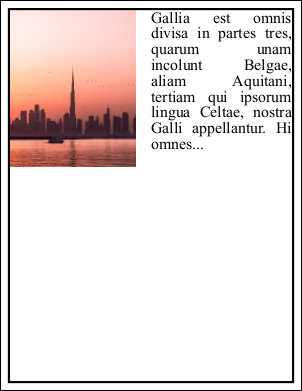 Gallia est omnis
divisa in partes tres,
quarum unam
incolunt Belgae,
aliam Aquitani,
tertiam qui ipsorum
lingua Celtae, nostra
Galli appellantur. Hi
omnes...